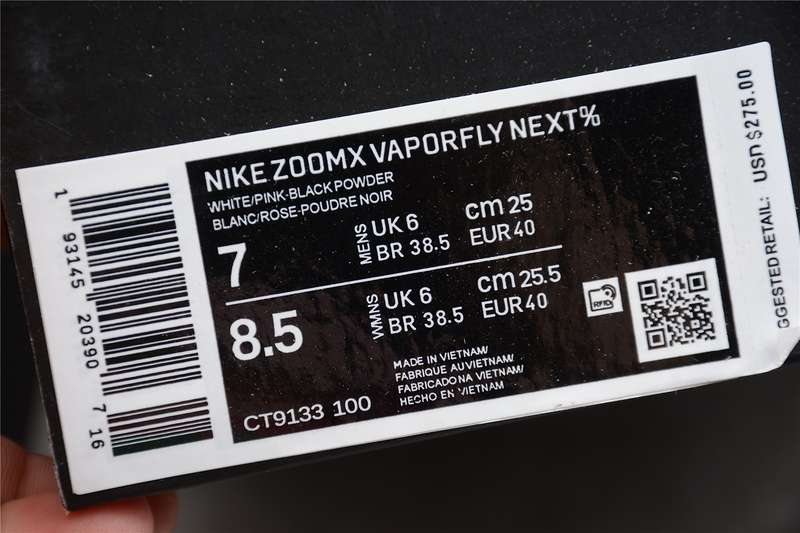 NIKE ZOOMX VAPORFLY NEXT%
WHITE/PINK-BLACK POWDER
BLANC/ROSE-POUDRE NOIR
7
MENS
UK 6
BR 38.5
cm 25
EUR 40
8.5
WMNS
UK 6
BR 38.5
cm 25.5
EUR 40
RFID
MADE IN VIETNAM/
FABRIQUE AU VIETNAM/
FABRICADO NA VIETNAM/
HECHO EN VIETNAM
CT9133 100
1 93145 20390 7 16
GGESTED RETAIL: USD $275.00